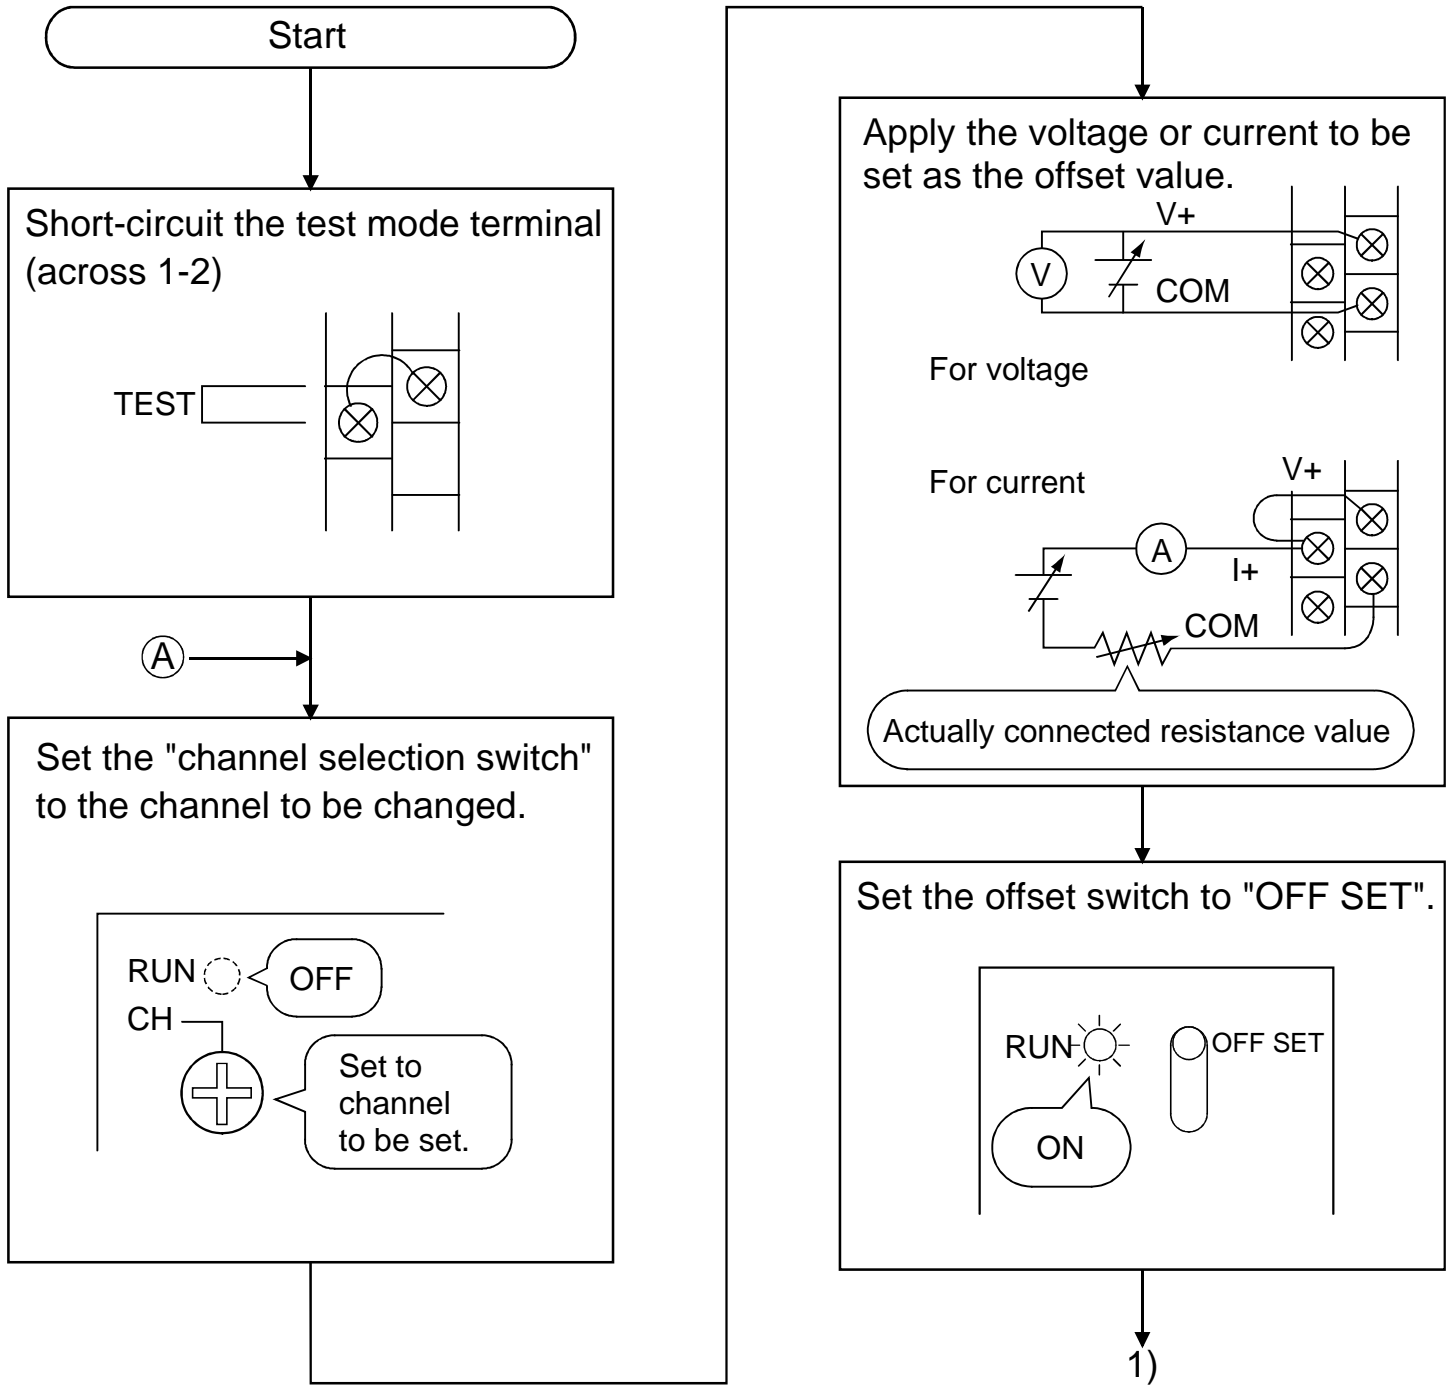 Start
Short-circuit the test mode terminal
(across 1-2)
TEST
A
Set the "channel selection switch"
to the channel to be changed.
RUN
OFF
CH
Set to
channel
to be set.
Apply the voltage or current to be
set as the offset value.
V+
V
COM
For voltage
For current
V+
A
I+
COM
Actually connected resistance value
Set the offset switch to "OFF SET".
RUN
OFF SET
ON
1)